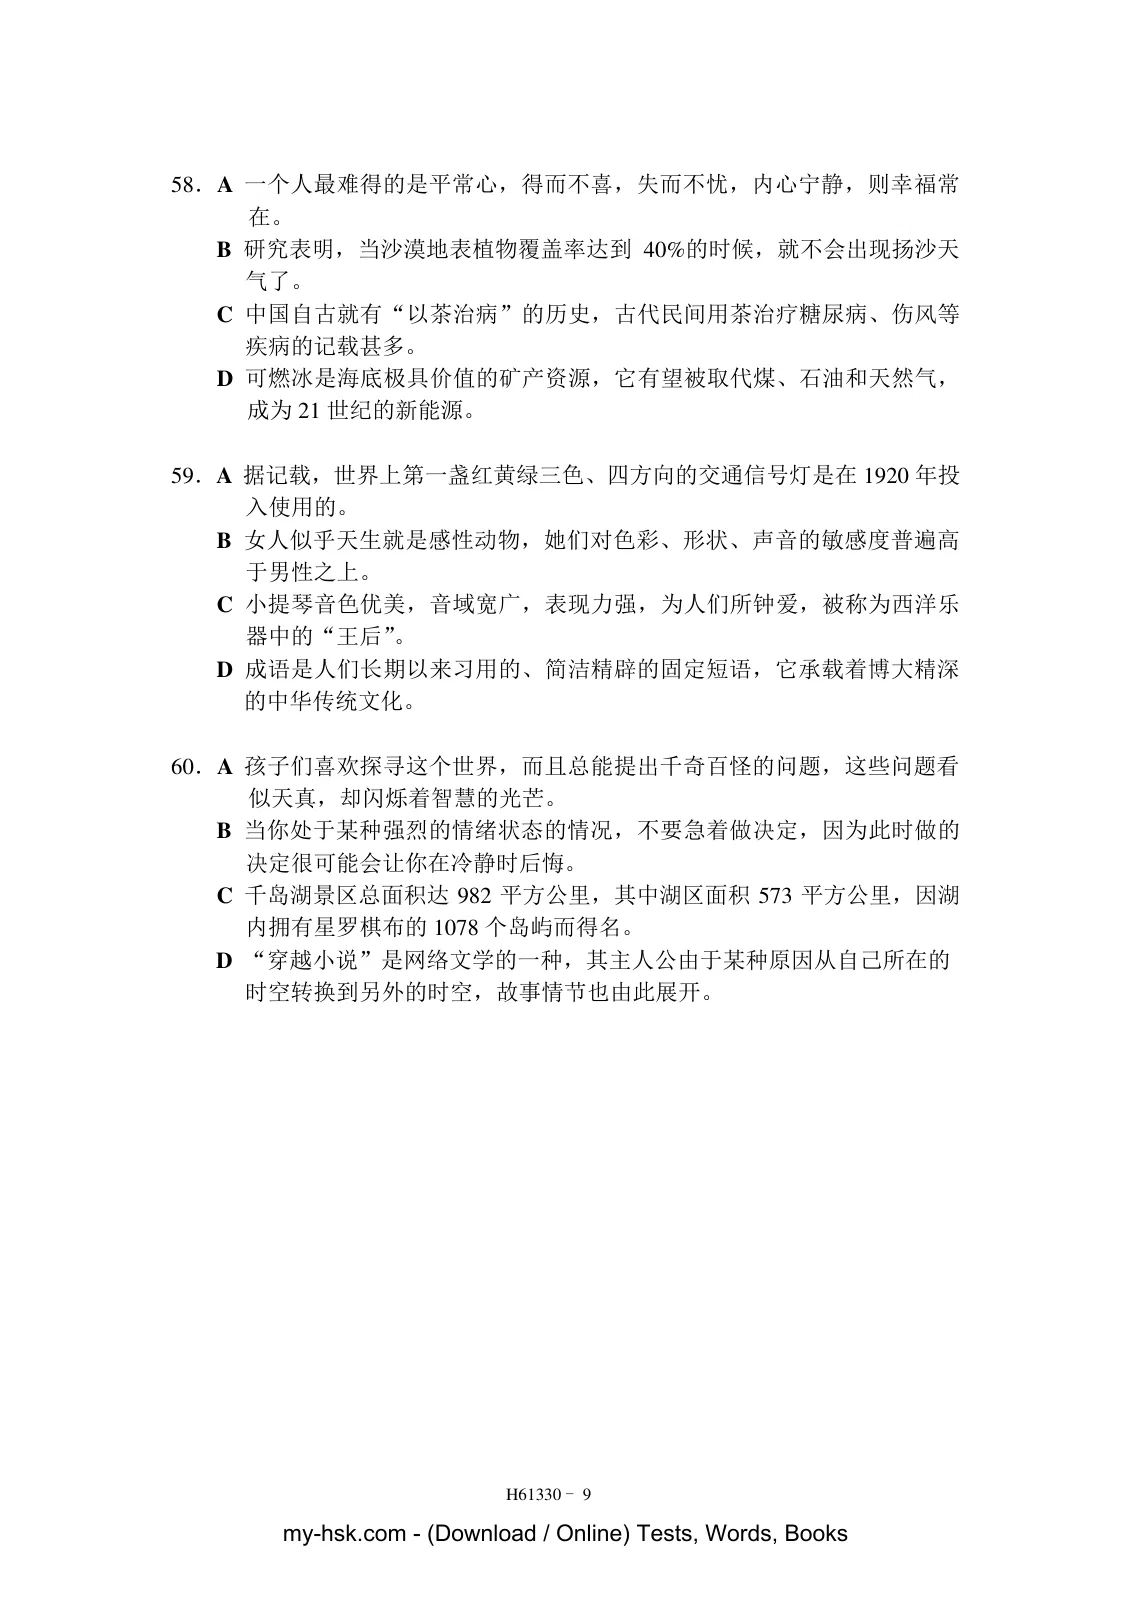 58．A 一个人最难得的是平常心，得而不喜，失而不忧，内心宁静，则幸福常
在。
B 研究表明，当沙漠地表植物覆盖率达到 40%的时候，就不会出现扬沙天
气了。
C 中国自古就有“以茶治病”的历史，古代民间用茶治疗糖尿病、伤风等
疾病的记载甚多。
D 可燃冰是海底极具价值的矿产资源，它有望被取代煤、石油和天然气，
成为 21 世纪的新能源。
59．A 据记载，世界上第一盏红黄绿三色、四方向的交通信号灯是在 1920 年投
入使用的。
B 女人似乎天生就是感性动物，她们对色彩、形状、声音的敏感度普遍高
于男性之上。
C 小提琴音色优美，音域宽广，表现力强，为人们所钟爱，被称为西洋乐
器中的“王后”。
D 成语是人们长期以来习用的、简洁精辟的固定短语，它承载着博大精深
的中华传统文化。
60．A 孩子们喜欢探寻这个世界，而且总能提出千奇百怪的问题，这些问题看
似天真，却闪烁着智慧的光芒。
B 当你处于某种强烈的情绪状态的情况，不要急着做决定，因为此时做的
决定很可能会让你在冷静时后悔。
C 千岛湖景区总面积达 982 平方公里，其中湖区面积 573 平方公里，因湖
内拥有星罗棋布的 1078 个岛屿而得名。
D “穿越小说”是网络文学的一种，其主人公由于某种原因从自己所在的
时空转换到另外的时空，故事情节也由此展开。
H61330﹣ 9
my-hsk.com - (Download / Online) Tests, Words, Books